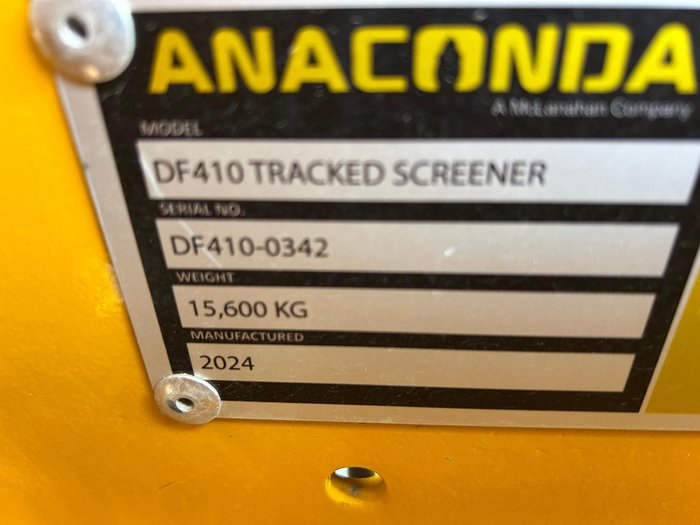 ANACONDA
A McLanahan Company
MODEL
DF410 TRACKED SCREENER
SERIAL NO.
DF410-0342
WEIGHT
15,600 KG
MANUFACTURED
2024